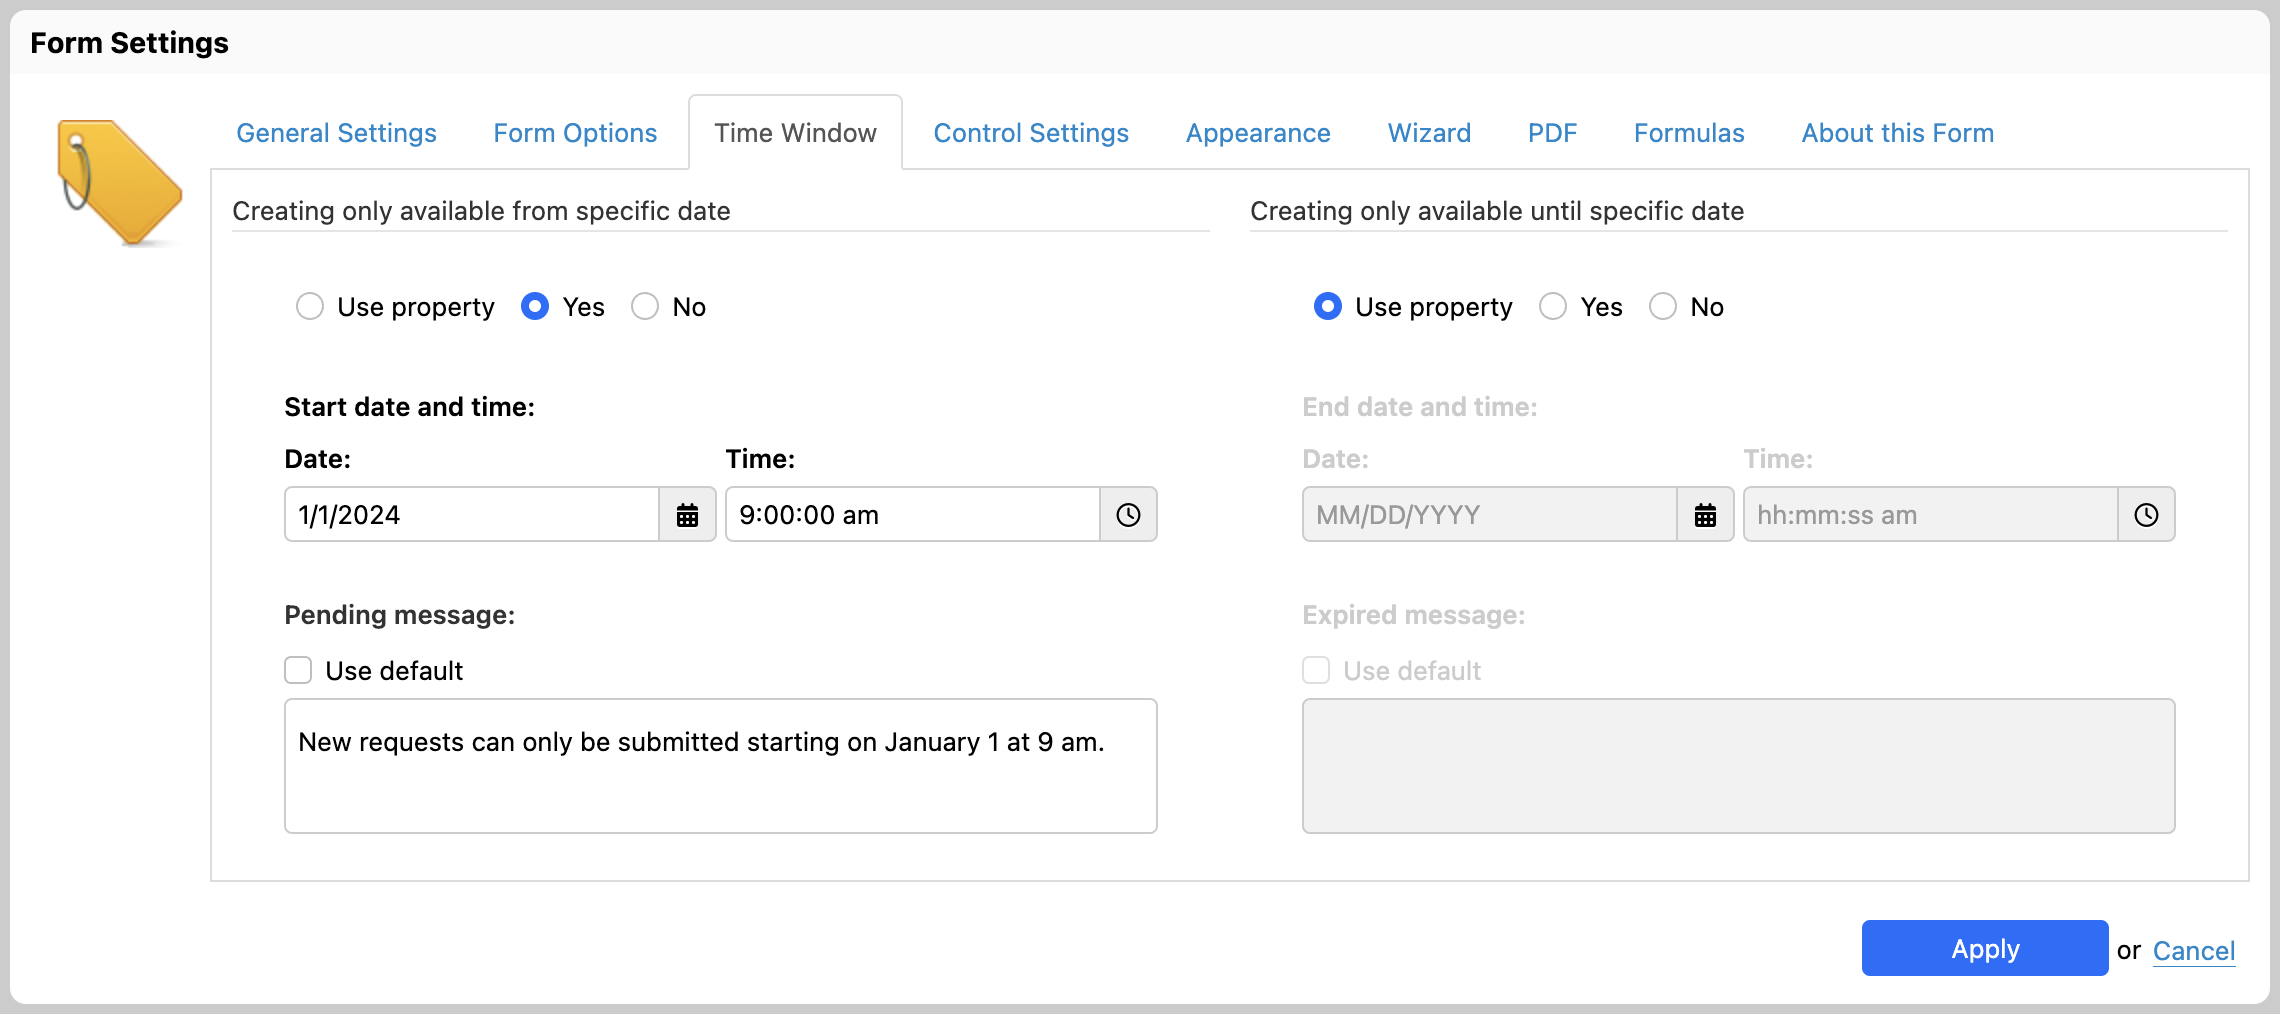 Form Settings
General Settings Form Options Time Window Control Settings Appearance Wizard PDF Formulas About this Form
Creating only available from specific date
Use property Yes No
Start date and time:
Date: Time:
1/1/2024 9:00:00 am
Pending message:
Use default
New requests can only be submitted starting on January 1 at 9 am.
Creating only available until specific date
Use property Yes No
End date and time:
Date: Time:
MM/DD/YYYY hh:mm:ss am
Expired message:
Use default
Apply or Cancel